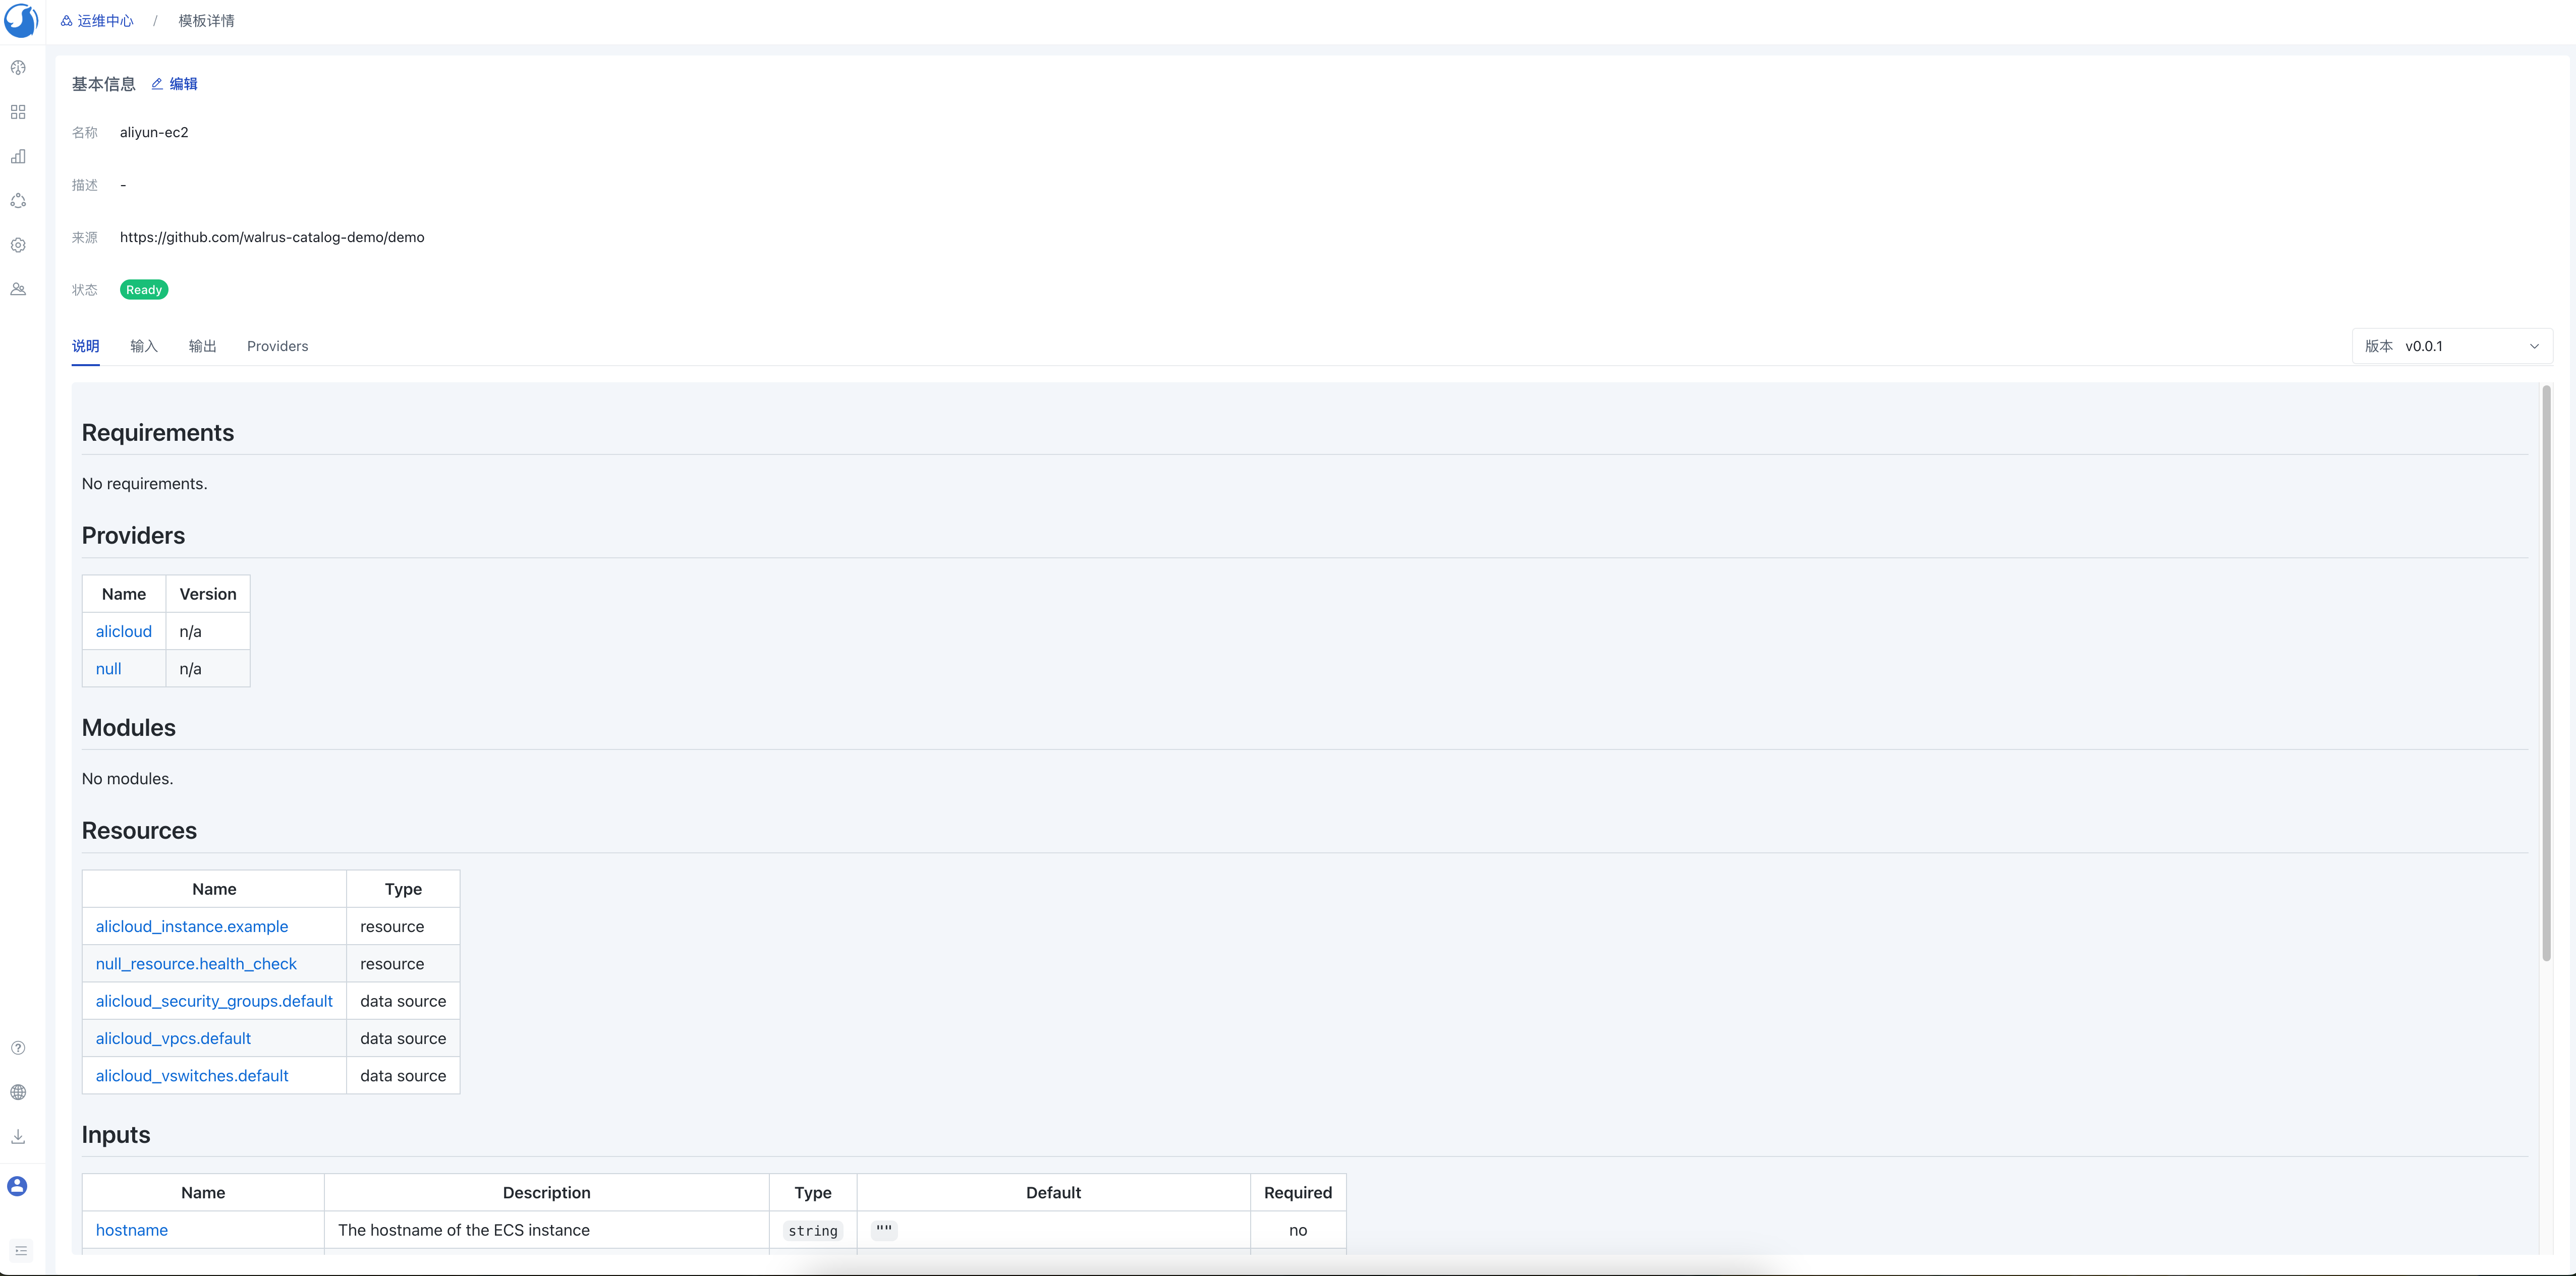 运维中心 / 模板详情
基本信息 编辑
名称 aliyun-ec2
描述 -
来源 https://github.com/walrus-catalog-demo/demo
状态 Ready
说明 输入 输出 Providers 版本 v0.0.1
Requirements
No requirements.
Providers
Name Version
alicloud n/a
null n/a
Modules
No modules.
Resources
Name Type
alicloud_instance.example resource
null_resource.health_check resource
alicloud_security_groups.default data source
alicloud_vpcs.default data source
alicloud_vswitches.default data source
Inputs
Name Description Type Default Required
hostname The hostname of the ECS instance string "" no